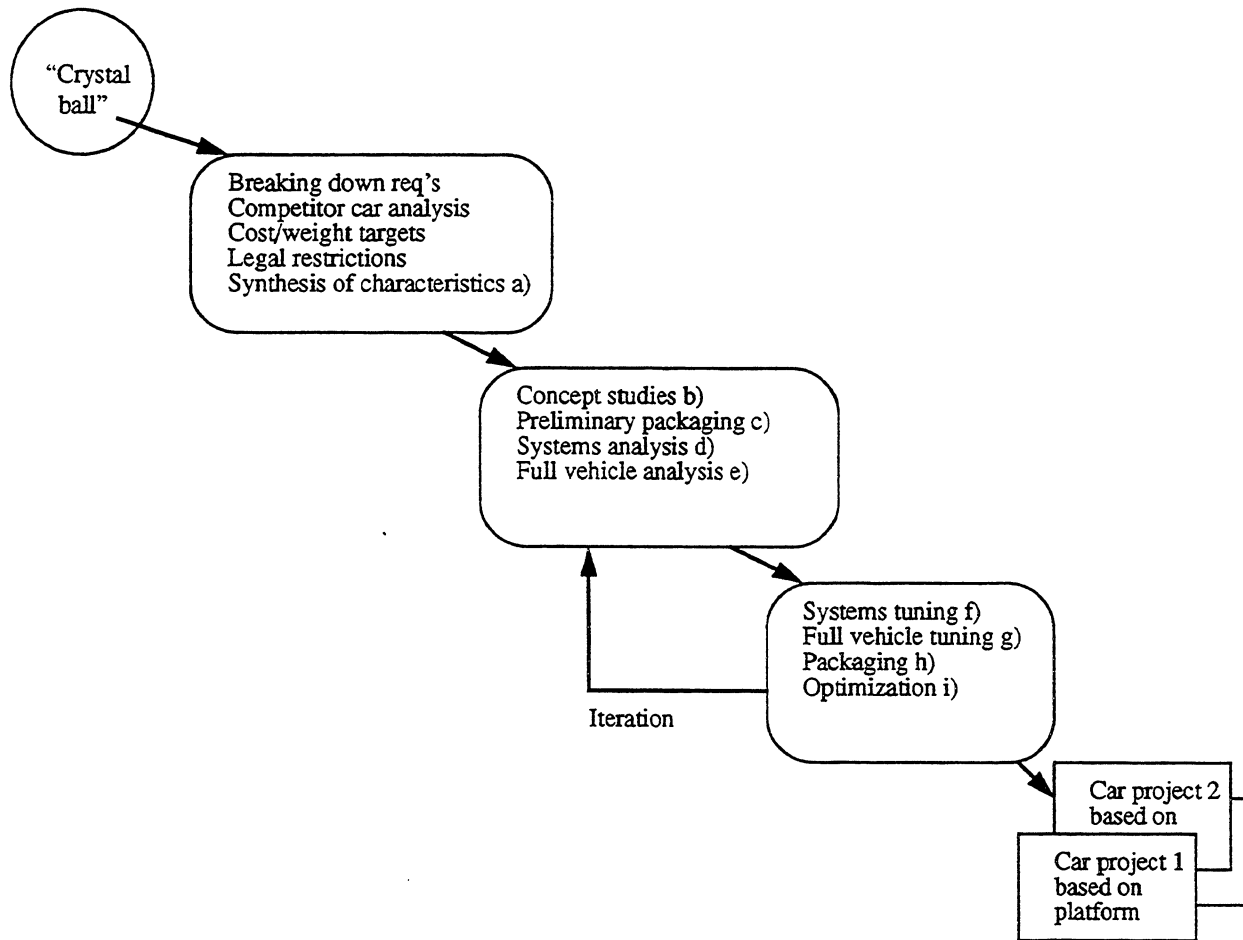 “Crystal
ball”
Breaking down req's
Competitor car analysis
Cost/weight targets
Legal restrictions
Synthesis of characteristics a)
Concept studies b)
Preliminary packaging c)
Systems analysis d)
Full vehicle analysis e)
Systems tuning f)
Full vehicle tuning g)
Packaging h)
Optimization i)
Iteration
Car project 2
based on
Car project 1
based on
platform